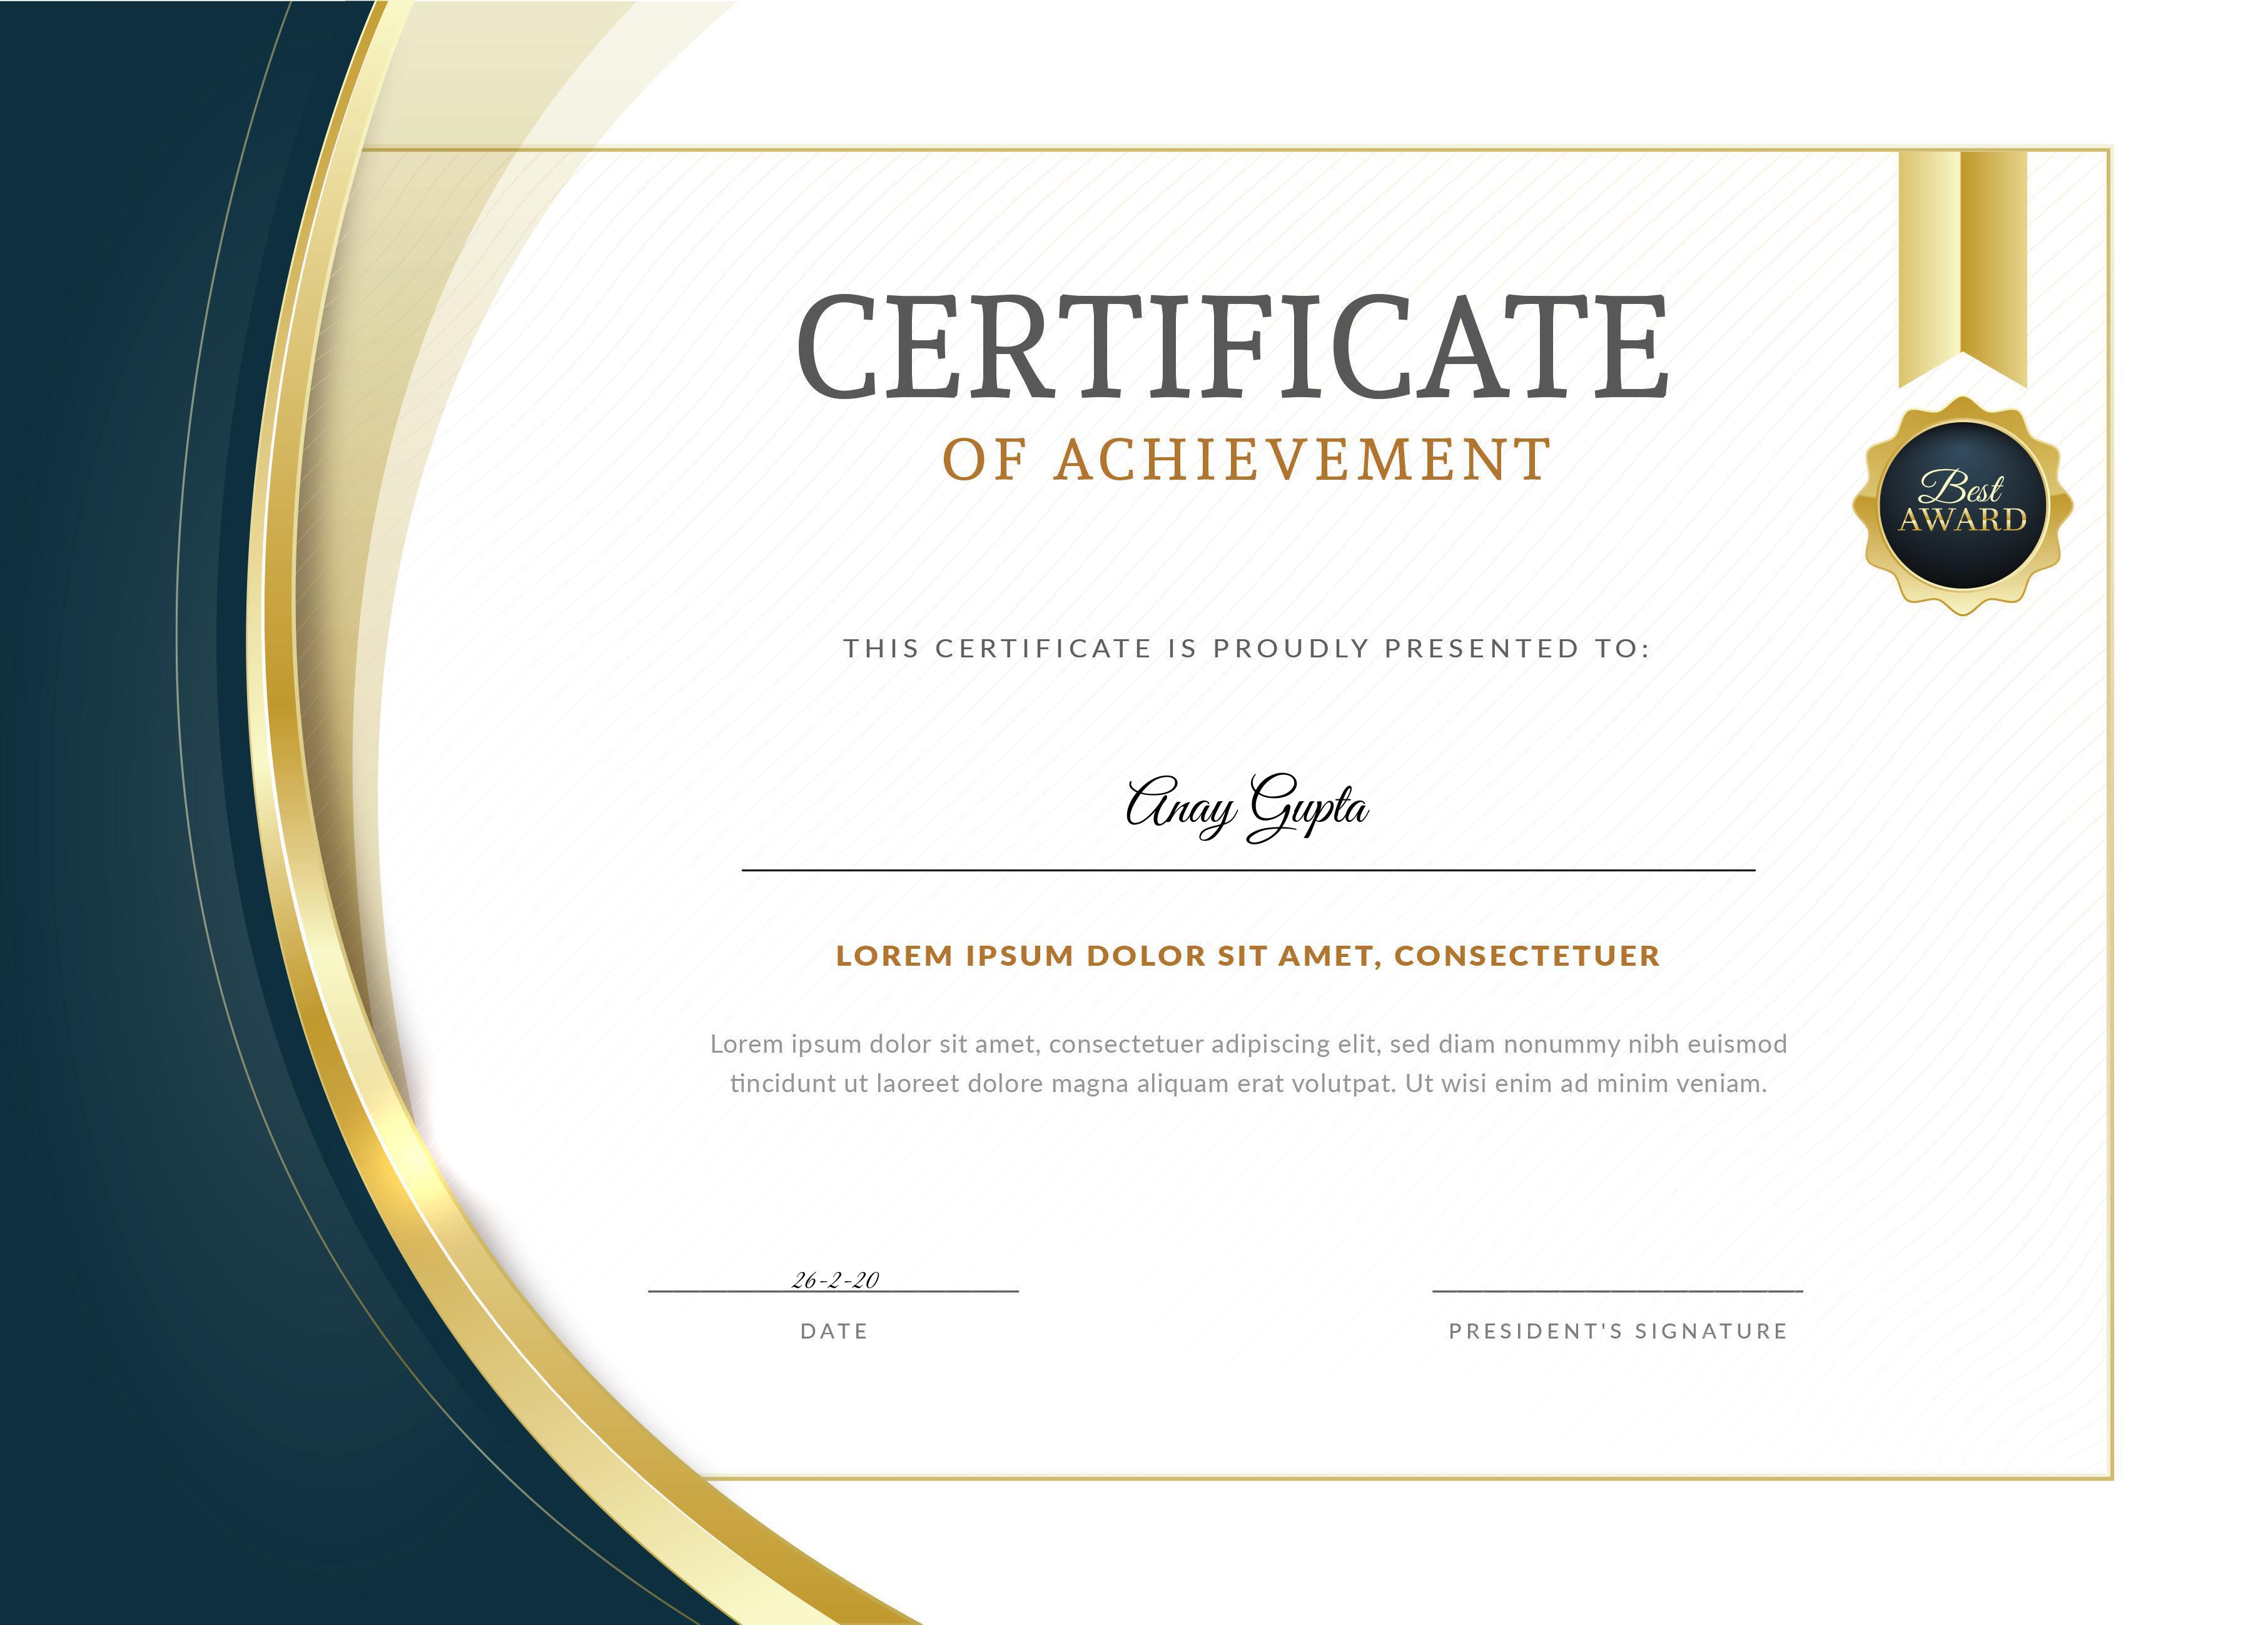 CERTIFICATE
OF ACHIEVEMENT
Best
AWARD
THIS CERTIFICATE IS PROUDLY PRESENTED TO:
Anay Gupta
LOREM IPSUM DOLOR SIT AMET, CONSECTETUER
Lorem ipsum dolor sit amet, consectetuer adipiscing elit, sed diam nonummy nibh euismod
tincidunt ut laoreet dolore magna aliquam erat volutpat. Ut wisi enim ad minim veniam.
26-2-20
DATE
PRESIDENT'S SIGNATURE